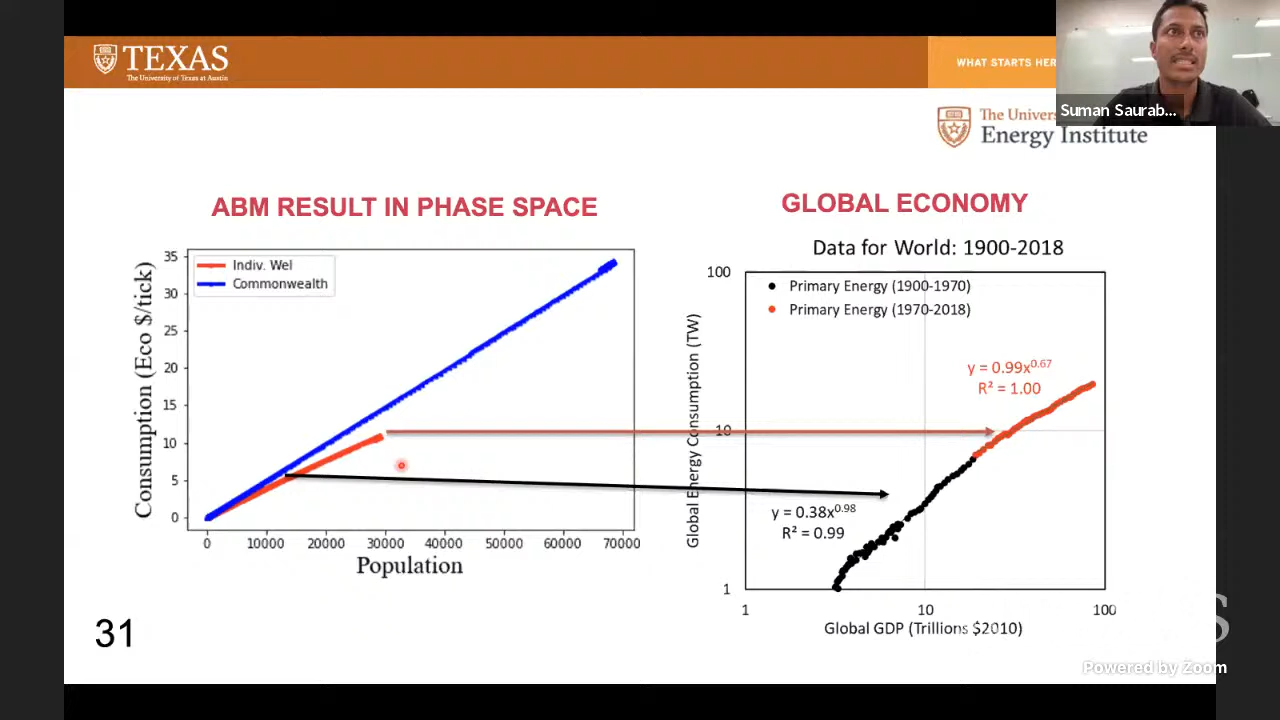 TEXAS
The University of Texas at Austin
WHAT STARTS HER
Suman Saurab...
The Univers
Energy Institute
ABM RESULT IN PHASE SPACE
GLOBAL ECONOMY
Data for World: 1900-2018
Indiv. Wel
Commonwealth
Consumption (Eco $/tick)
35
30
25
20
15
10
5
0
0 10000 20000 30000 40000 50000 60000 70000
Population
Primary Energy (1900-1970)
Primary Energy (1970-2018)
y = 0.99x^0.67
R² = 1.00
y = 0.38x^0.98
R² = 0.99
Global Energy Consumption (TW)
100
10
1
1 10 100
Global GDP (Trillions $2010)
31
S
Powered by Zoom